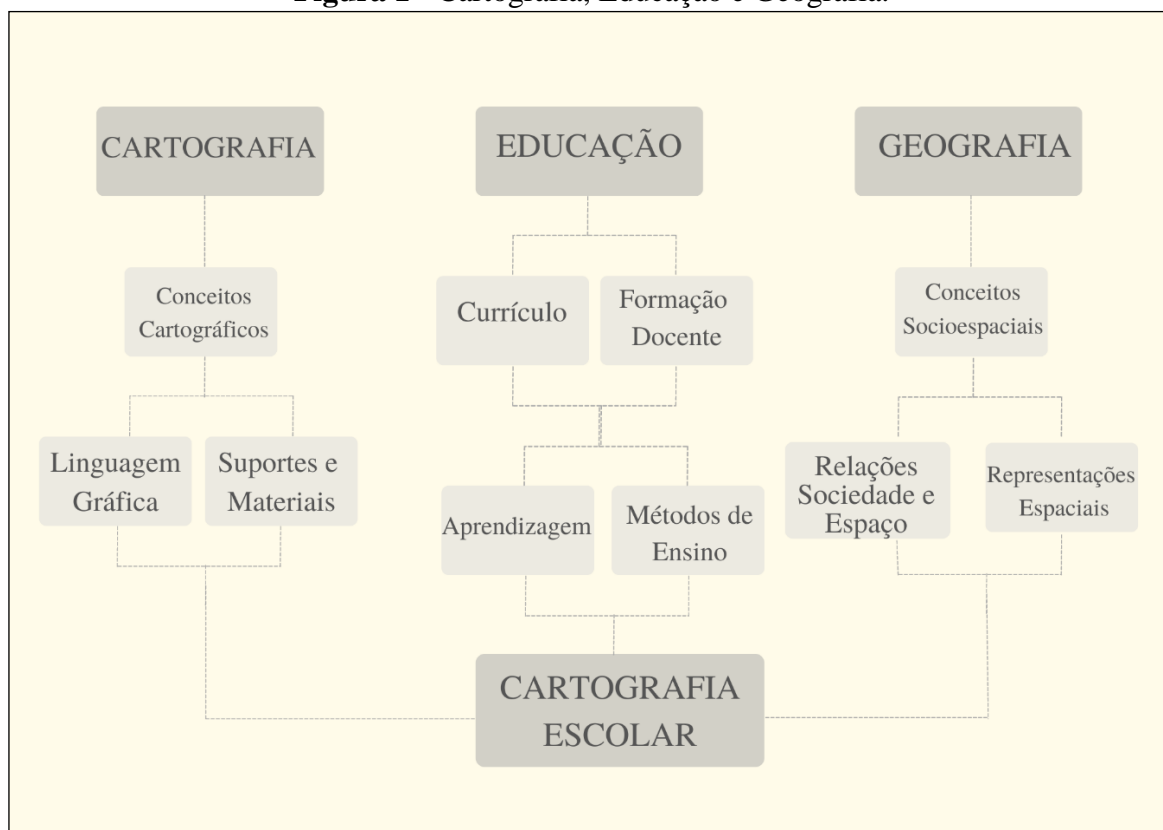 Figura 1 - Cartografia, Educação e Geografia.
CARTOGRAFIA
EDUCAÇÃO
GEOGRAFIA
Conceitos
Cartográficos
Currículo
Formação
Docente
Conceitos
Socioespaciais
Linguagem
Gráfica
Suportes e
Materiais
Aprendizagem
Métodos de
Ensino
Relações
Sociedade e
Espaço
Representações
Espaciais
CARTOGRAFIA
ESCOLAR